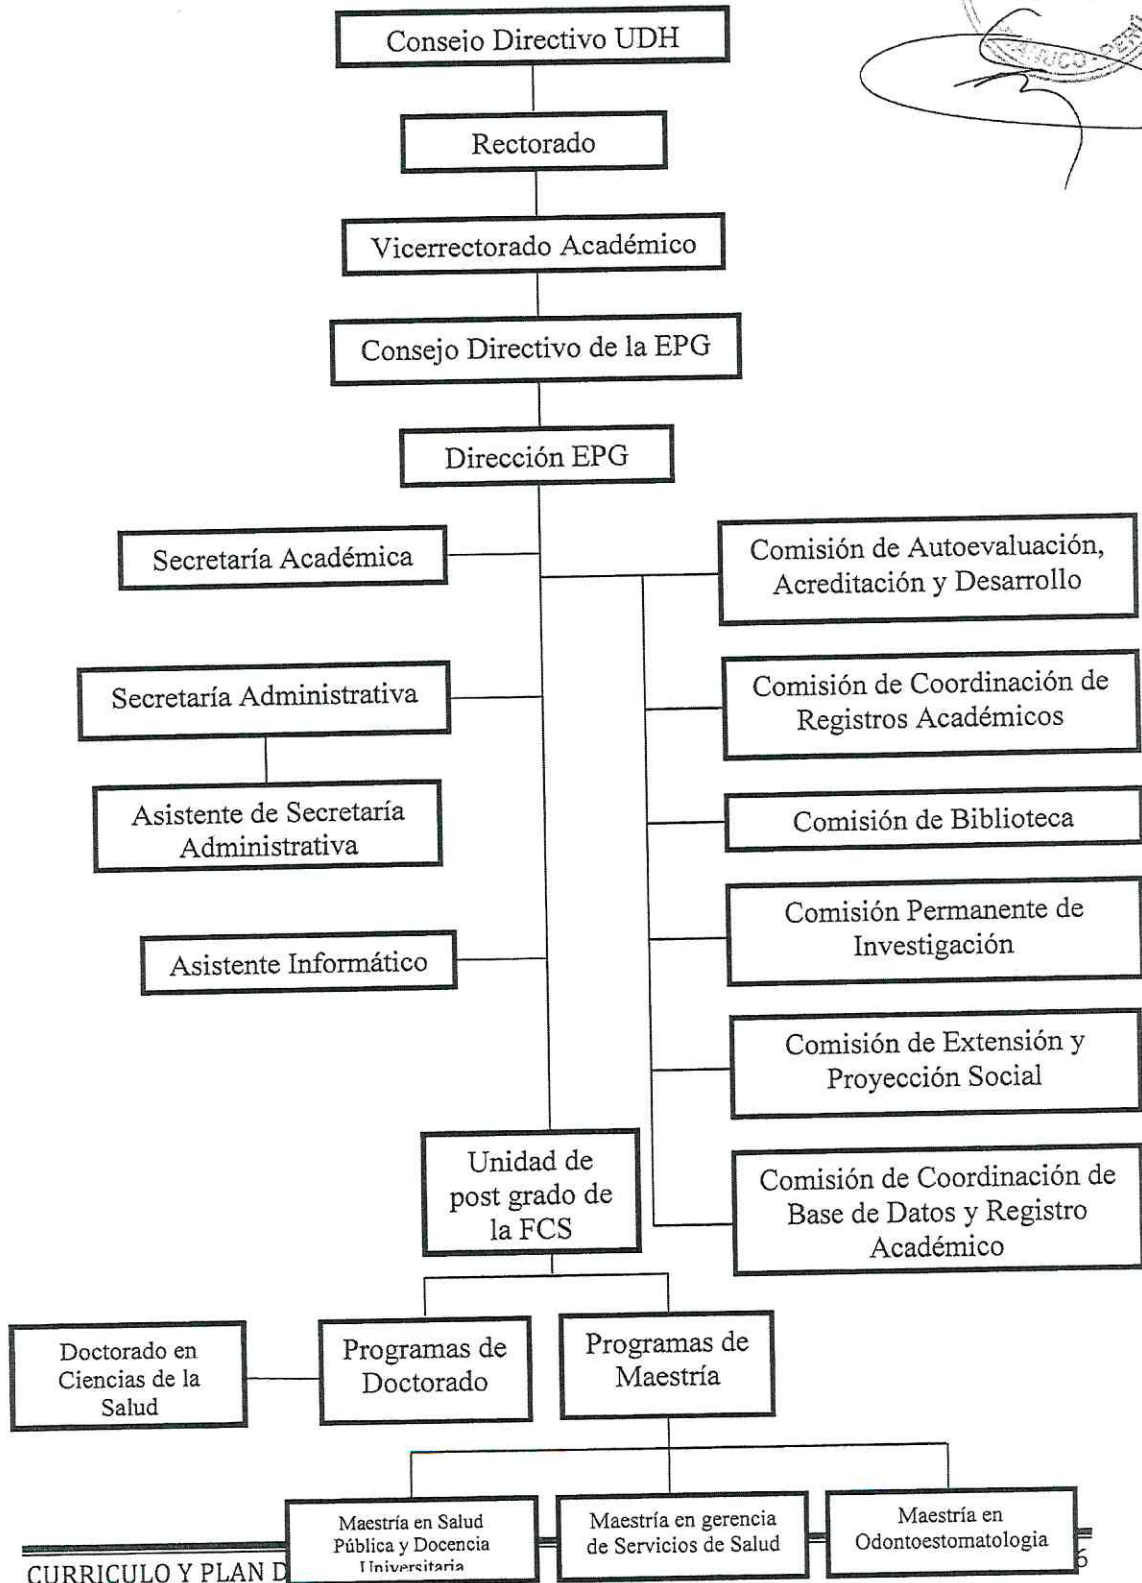 Consejo Directivo UDH
Rectorado
Vicerrectorado Académico
Consejo Directivo de la EPG
Dirección EPG
Secretaría Académica
Comisión de Autoevaluación,
Acreditación y Desarrollo
Secretaría Administrativa
Comisión de Coordinación de
Registros Académicos
Asistente de Secretaría
Administrativa
Comisión de Biblioteca
Comisión Permanente de
Investigación
Asistente Informático
Comisión de Extensión y
Proyección Social
Unidad de
post grado de
la FCS
Comisión de Coordinación de
Base de Datos y Registro
Académico
Doctorado en
Ciencias de la
Salud
Programas de
Doctorado
Programas de
Maestría
Maestría en Salud
Pública y Docencia
Universitaria
Maestría en gerencia
de Servicios de Salud
Maestría en
Odontoestomatologia
CURRICULO Y PLAN D
6